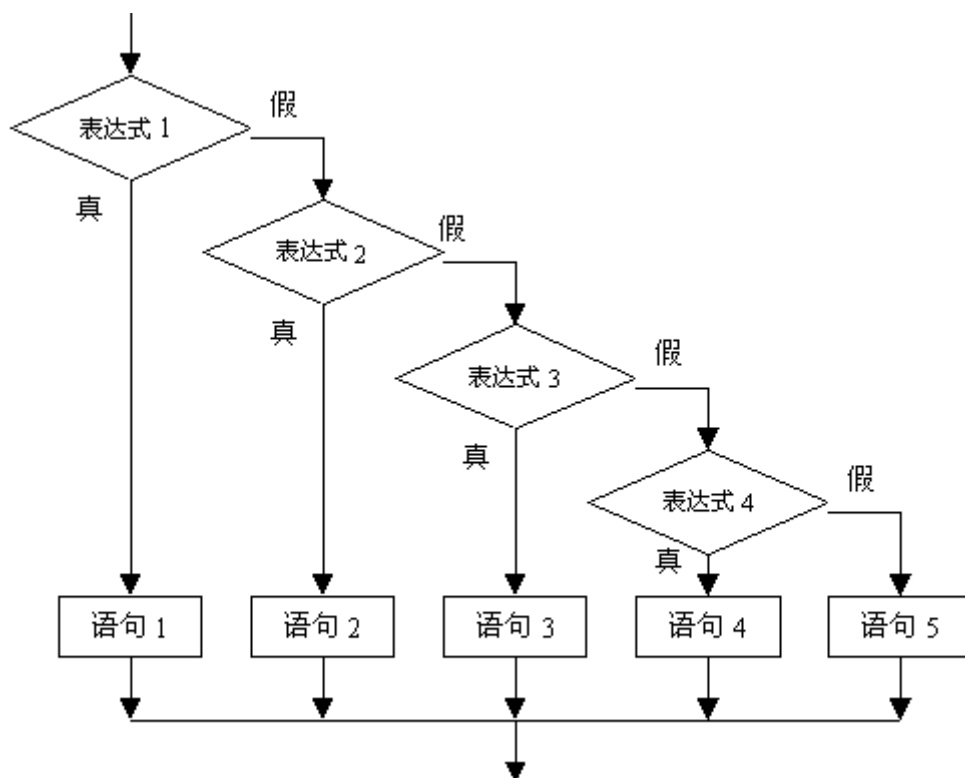 假
表达式 1
真
假
表达式 2
真
假
表达式 3
真
假
表达式 4
真
语句 1
语句 2
语句 3
语句 4
语句 5